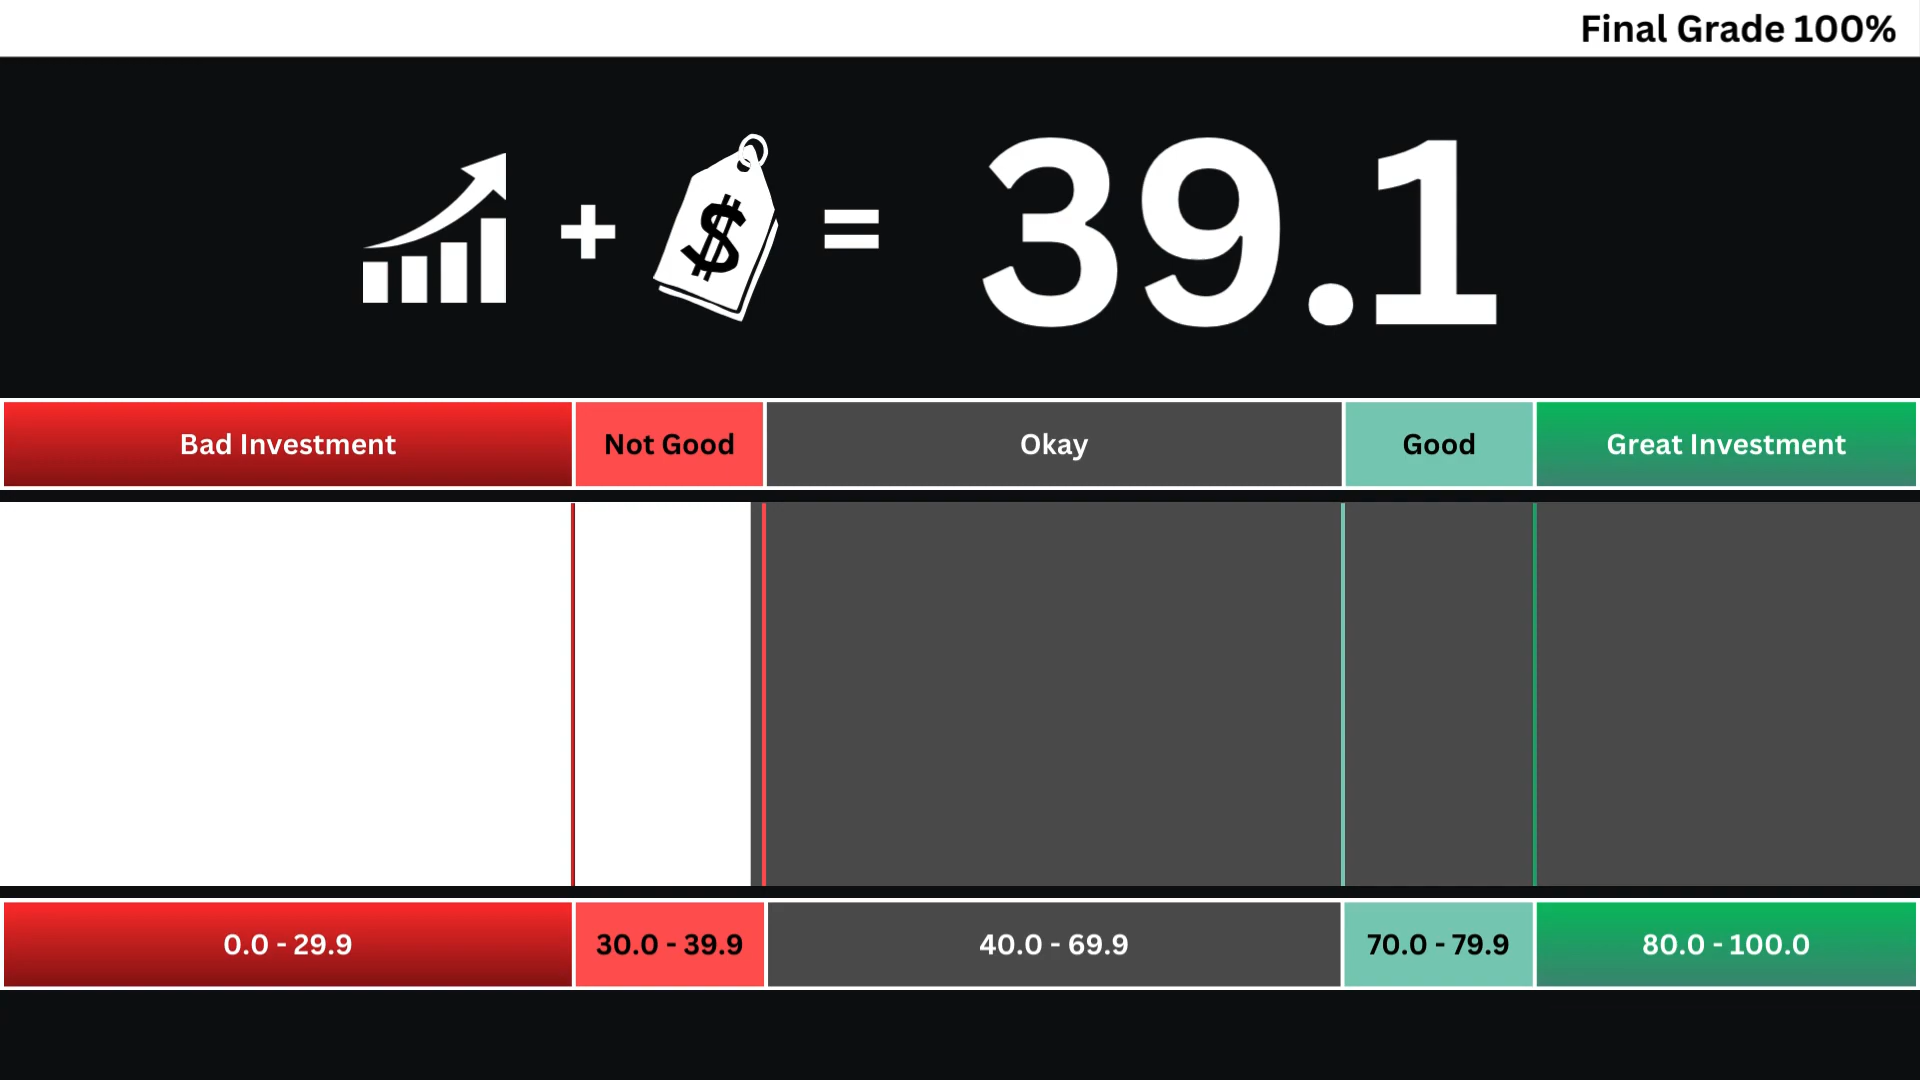 Final Grade 100%
+ $ = 39.1
Bad Investment Not Good Okay Good Great Investment
0.0 - 29.9 30.0 - 39.9 40.0 - 69.9 70.0 - 79.9 80.0 - 100.0